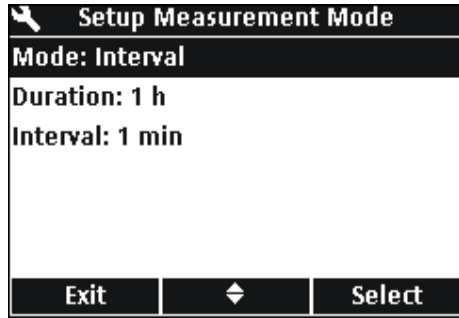 Setup Measurement Mode
Mode: Interval
Duration: 1 h
Interval: 1 min
Exit Select